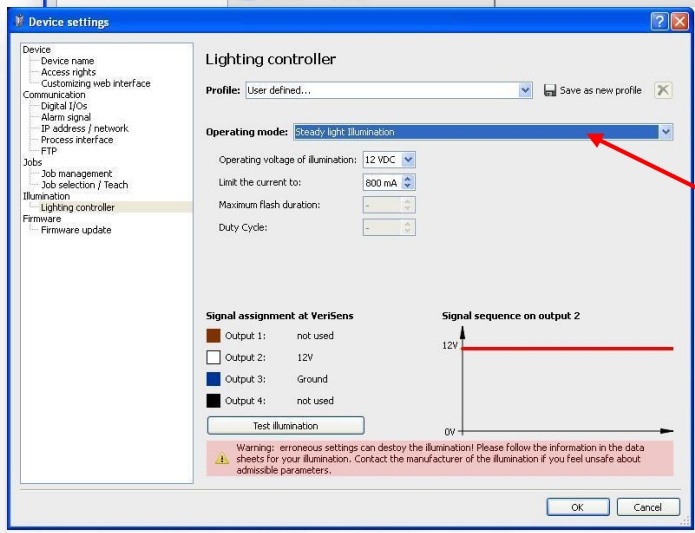 Device settings
Device
Device name
Access rights
Customizing web interface
Communication
Digital I/Os
Alarm signal
IP address / network
Process interface
FTP
Jobs
Job management
Job selection / Teach
Illumination
Lighting controller
Firmware
Firmware update
Lighting controller
Profile: User defined... Save as new profile
Operating mode: Steady light Illumination
Operating voltage of illumination: 12 VDC
Limit the current to: 800 mA
Maximum flash duration: -
Duty Cycle: -
Signal assignment at VeriSens
Output 1: not used
Output 2: 12V
Output 3: Ground
Output 4: not used
Test illumination
Signal sequence on output 2
12V
0V
Warning: erroneous settings can destoy the illumination! Please follow the information in the data
sheets for your illumination. Contact the manufacturer of the illumination if you feel unsafe about
admissible parameters.
OK Cancel